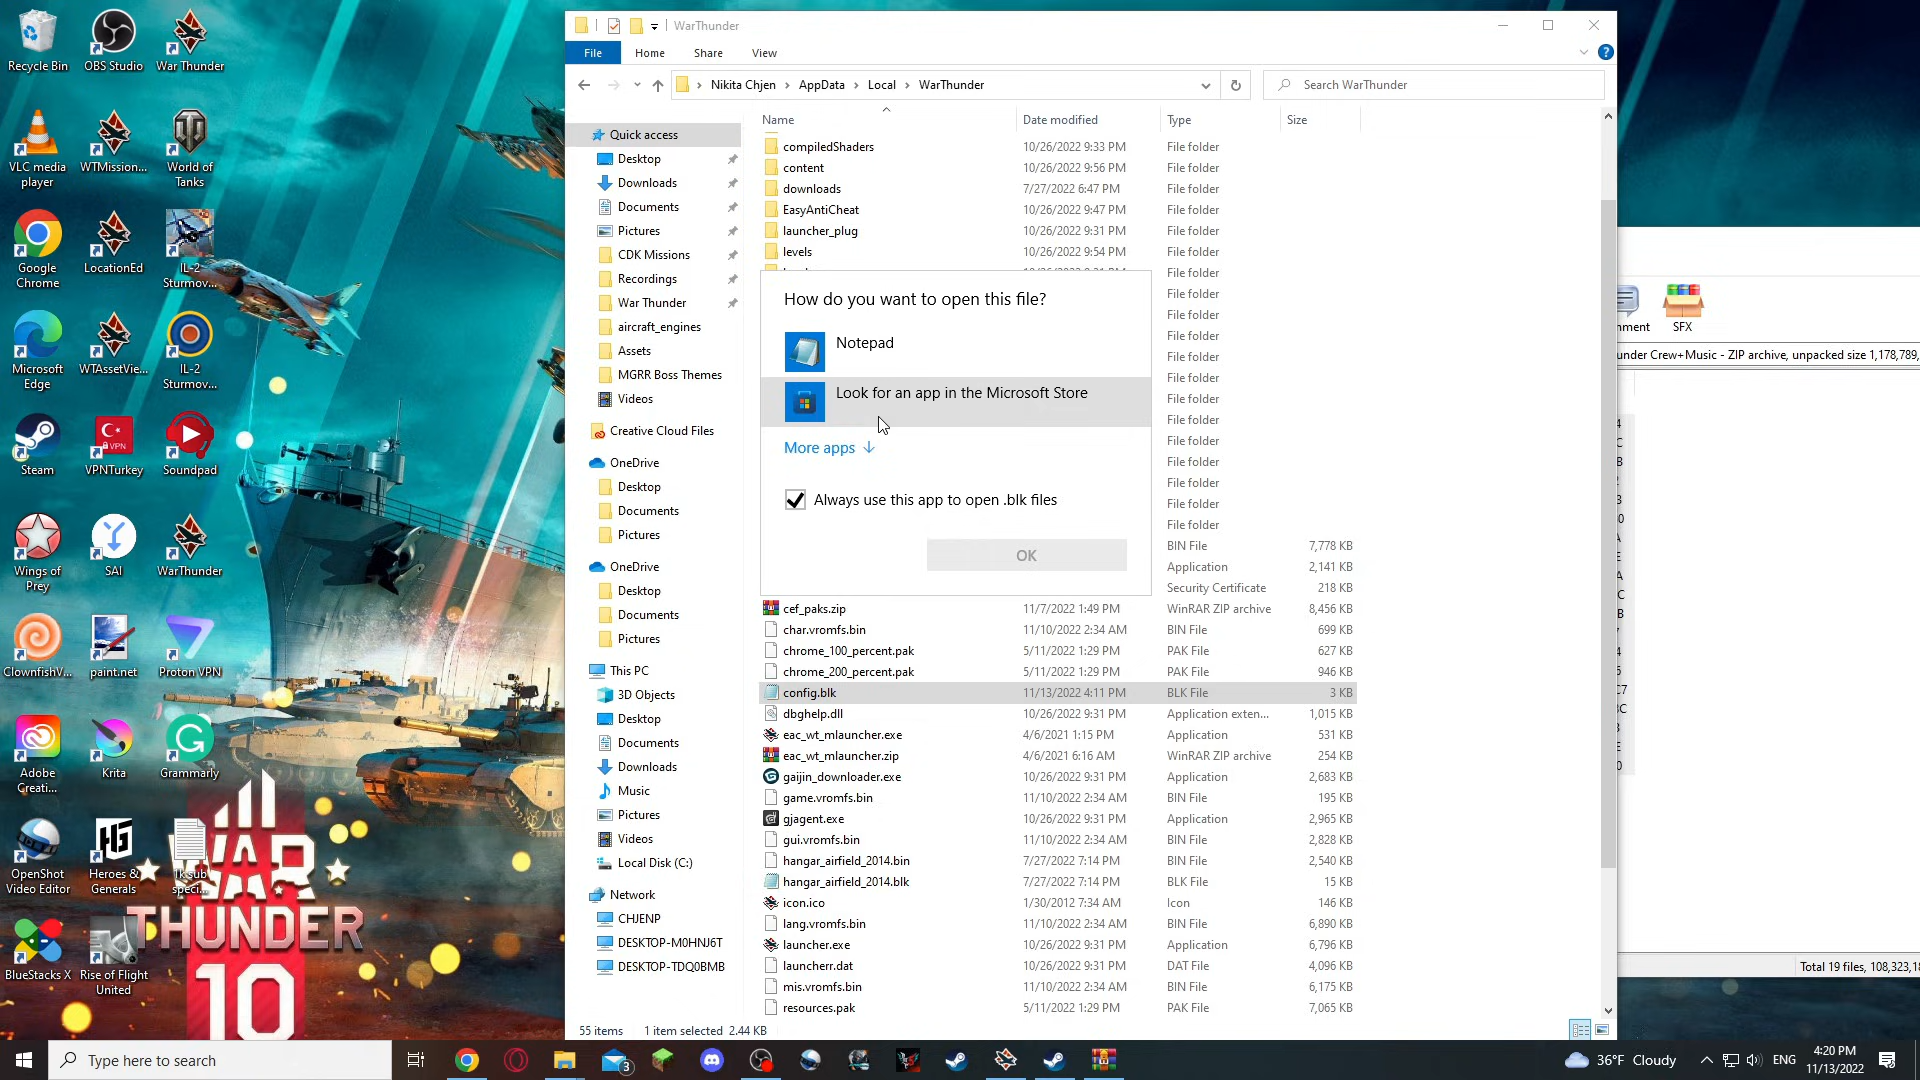 WarThunder
File
Home
Share
View
Nikita Chjen
AppData
Local
WarThunder
Search WarThunder
Name
Date modified
Type
Size
Quick access
Desktop
Downloads
Documents
Pictures
CDK Missions
Recordings
War Thunder
aircraft_engines
Assets
MGRR Boss Themes
Videos
Creative Cloud Files
OneDrive
Desktop
Documents
Pictures
OneDrive
Desktop
Documents
Pictures
This PC
3D Objects
Desktop
Documents
Downloads
Music
Pictures
Videos
Local Disk (C:)
Network
CHJENP
DESKTOP-M0HNJ6T
DESKTOP-TDQ0BMB
compiledShaders 10/26/2022 9:33 PM File folder
content 10/26/2022 9:56 PM File folder
downloads 7/27/2022 6:47 PM File folder
EasyAntiCheat 10/26/2022 9:47 PM File folder
launcher_plug 10/26/2022 9:31 PM File folder
levels 10/26/2022 9:54 PM File folder
File folder
File folder
File folder
File folder
File folder
File folder
File folder
File folder
File folder
File folder
File folder
File folder
File folder
BIN File 7,778 KB
Application 2,141 KB
Security Certificate 218 KB
How do you want to open this file?
Notepad
Look for an app in the Microsoft Store
More apps
Always use this app to open .blk files
OK
cef_paks.zip 11/7/2022 1:49 PM WinRAR ZIP archive 8,456 KB
char.vromfs.bin 11/10/2022 2:34 AM BIN File 699 KB
chrome_100_percent.pak 5/11/2022 1:29 PM PAK File 627 KB
chrome_200_percent.pak 5/11/2022 1:29 PM PAK File 946 KB
config.blk 11/13/2022 4:11 PM BLK File 3 KB
dbghelp.dll 10/26/2022 9:31 PM Application exten... 1,015 KB
eac_wt_mlauncher.exe 4/6/2021 1:15 PM Application 531 KB
eac_wt_mlauncher.zip 4/6/2021 6:16 AM WinRAR ZIP archive 254 KB
gaijin_downloader.exe 10/26/2022 9:31 PM Application 2,683 KB
game.vromfs.bin 11/10/2022 2:34 AM BIN File 195 KB
gjagent.exe 10/26/2022 9:31 PM Application 2,965 KB
gui.vromfs.bin 11/10/2022 2:34 AM BIN File 2,828 KB
hangar_airfield_2014.bin 7/27/2022 7:14 PM BIN File 2,540 KB
hangar_airfield_2014.blk 7/27/2022 7:14 PM BLK File 15 KB
icon.ico 1/30/2012 7:34 AM Icon 146 KB
lang.vromfs.bin 11/10/2022 2:34 AM BIN File 6,890 KB
launcher.exe 10/26/2022 9:31 PM Application 6,796 KB
launcherr.dat 10/26/2022 9:31 PM DAT File 4,096 KB
mis.vromfs.bin 11/10/2022 2:34 AM BIN File 6,175 KB
resources.pak 5/11/2022 1:29 PM PAK File 7,065 KB
55 items 1 item selected 2.44 KB
SFX
under Crew+Music - ZIP archive, unpacked size 1,178,789,
Total 19 files, 108,323,18
Recycle Bin
OBS Studio
War Thunder
VLC media player
WTMission...
World of Tanks
Google Chrome
LocationEd
IL-2 Sturmov...
Microsoft Edge
WTAssetVie...
IL-2 Sturmov...
Steam
VPNTurkey
Soundpad
Wings of Prey
SAI
WarThunder
ClownfishV...
paint.net
Proton VPN
Adobe Creati...
Krita
Grammarly
OpenShot Video Editor
Heroes & Generals
1k sub speci...
BlueStacks X
Rise of Flight United
WAR
THUNDER
10
Type here to search
3
36°F Cloudy
ENG
4:20 PM
11/13/2022